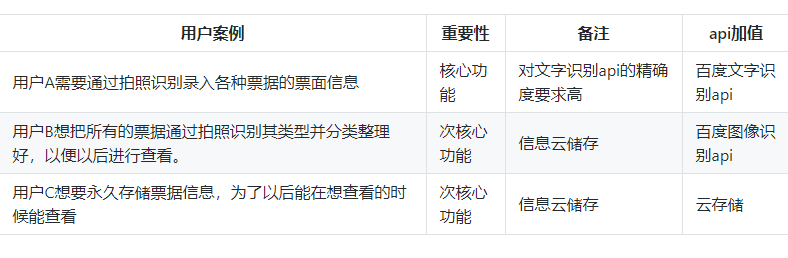 用户案例 重要性 备注 api加值
用户A需要通过拍照识别录入各种票据的票面信息
核心功
能
对文字识别api的精确
度要求高
百度文字识
别api
用户B想把所有的票据通过拍照识别其类型并分类整理
好，以便以后进行查看。
次核心
功能
信息云储存
百度图像识
别api
用户C想要永久存储票据信息，为了以后能在想查看的时
候能查看
次核心
功能
信息云储存
云存储